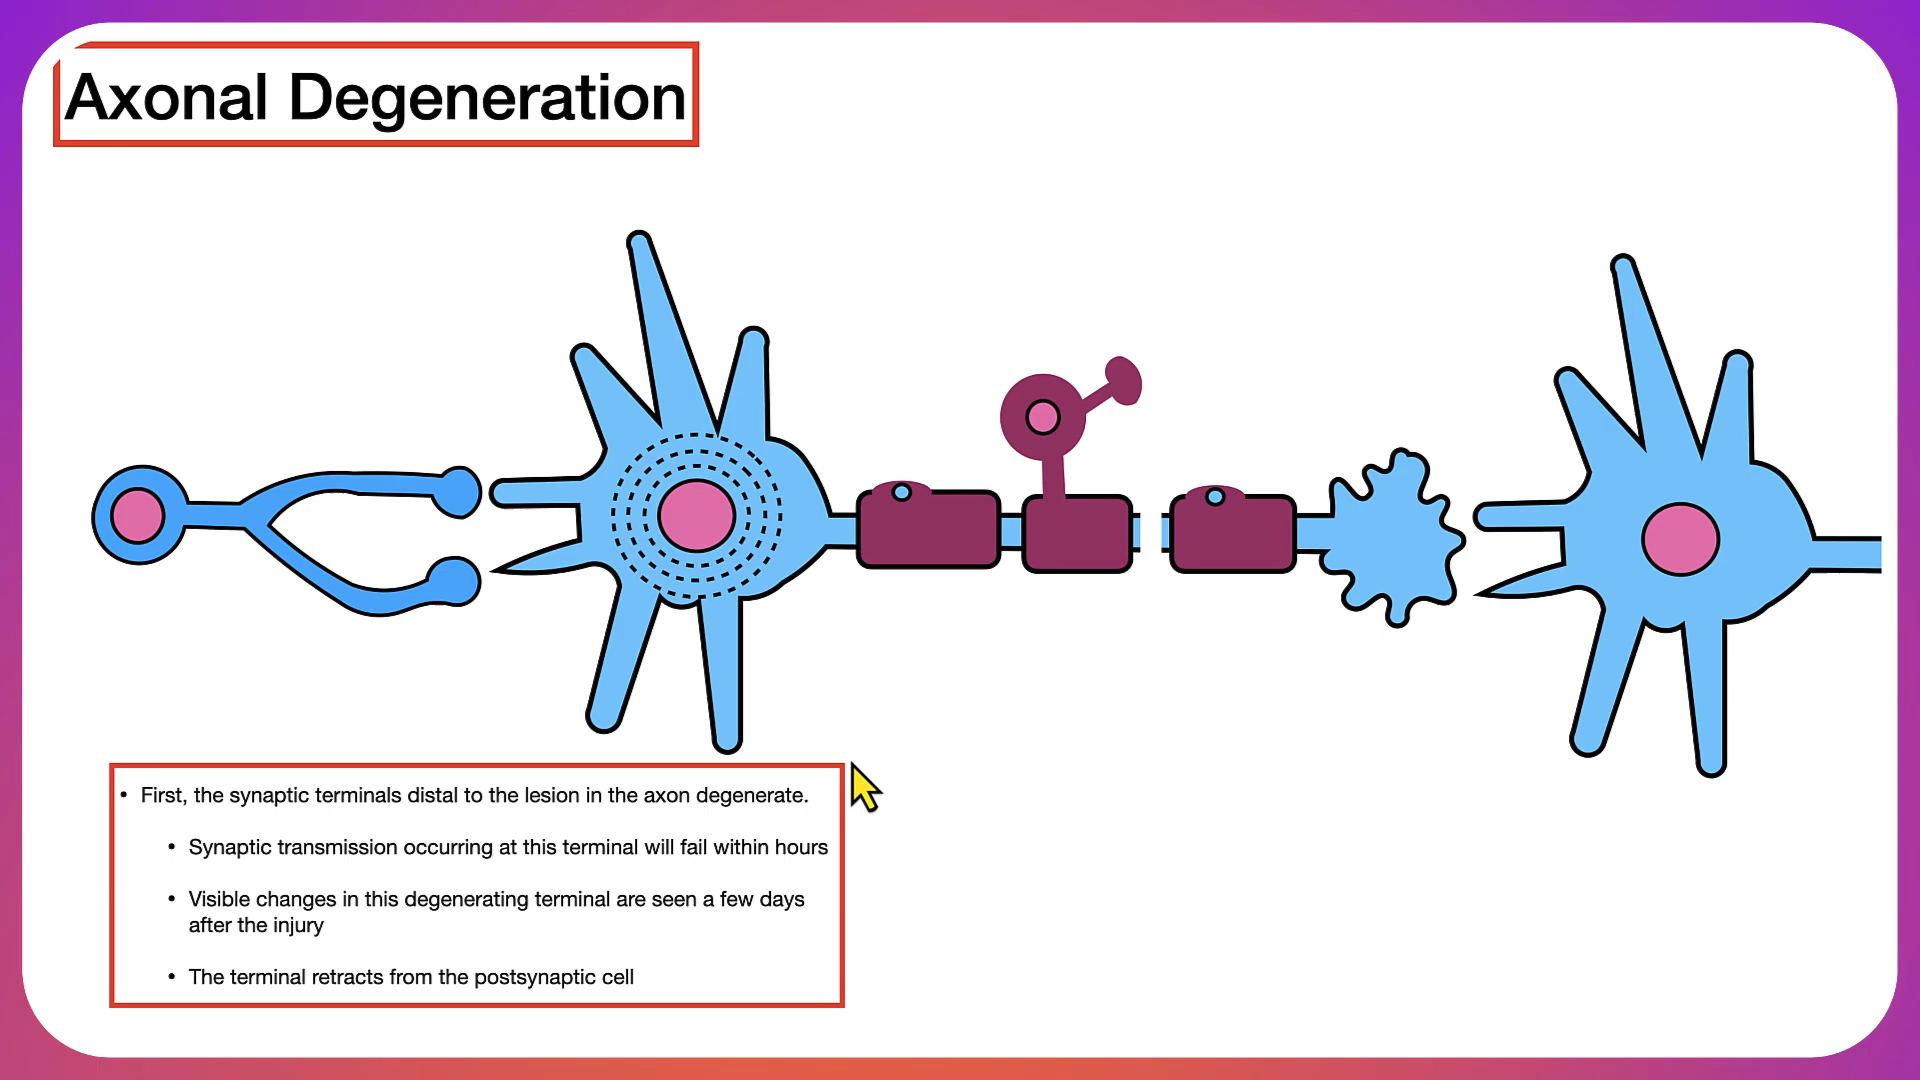 Axonal Degeneration
• First, the synaptic terminals distal to the lesion in the axon degenerate.
• Synaptic transmission occurring at this terminal will fail within hours
• Visible changes in this degenerating terminal are seen a few days
after the injury
• The terminal retracts from the postsynaptic cell